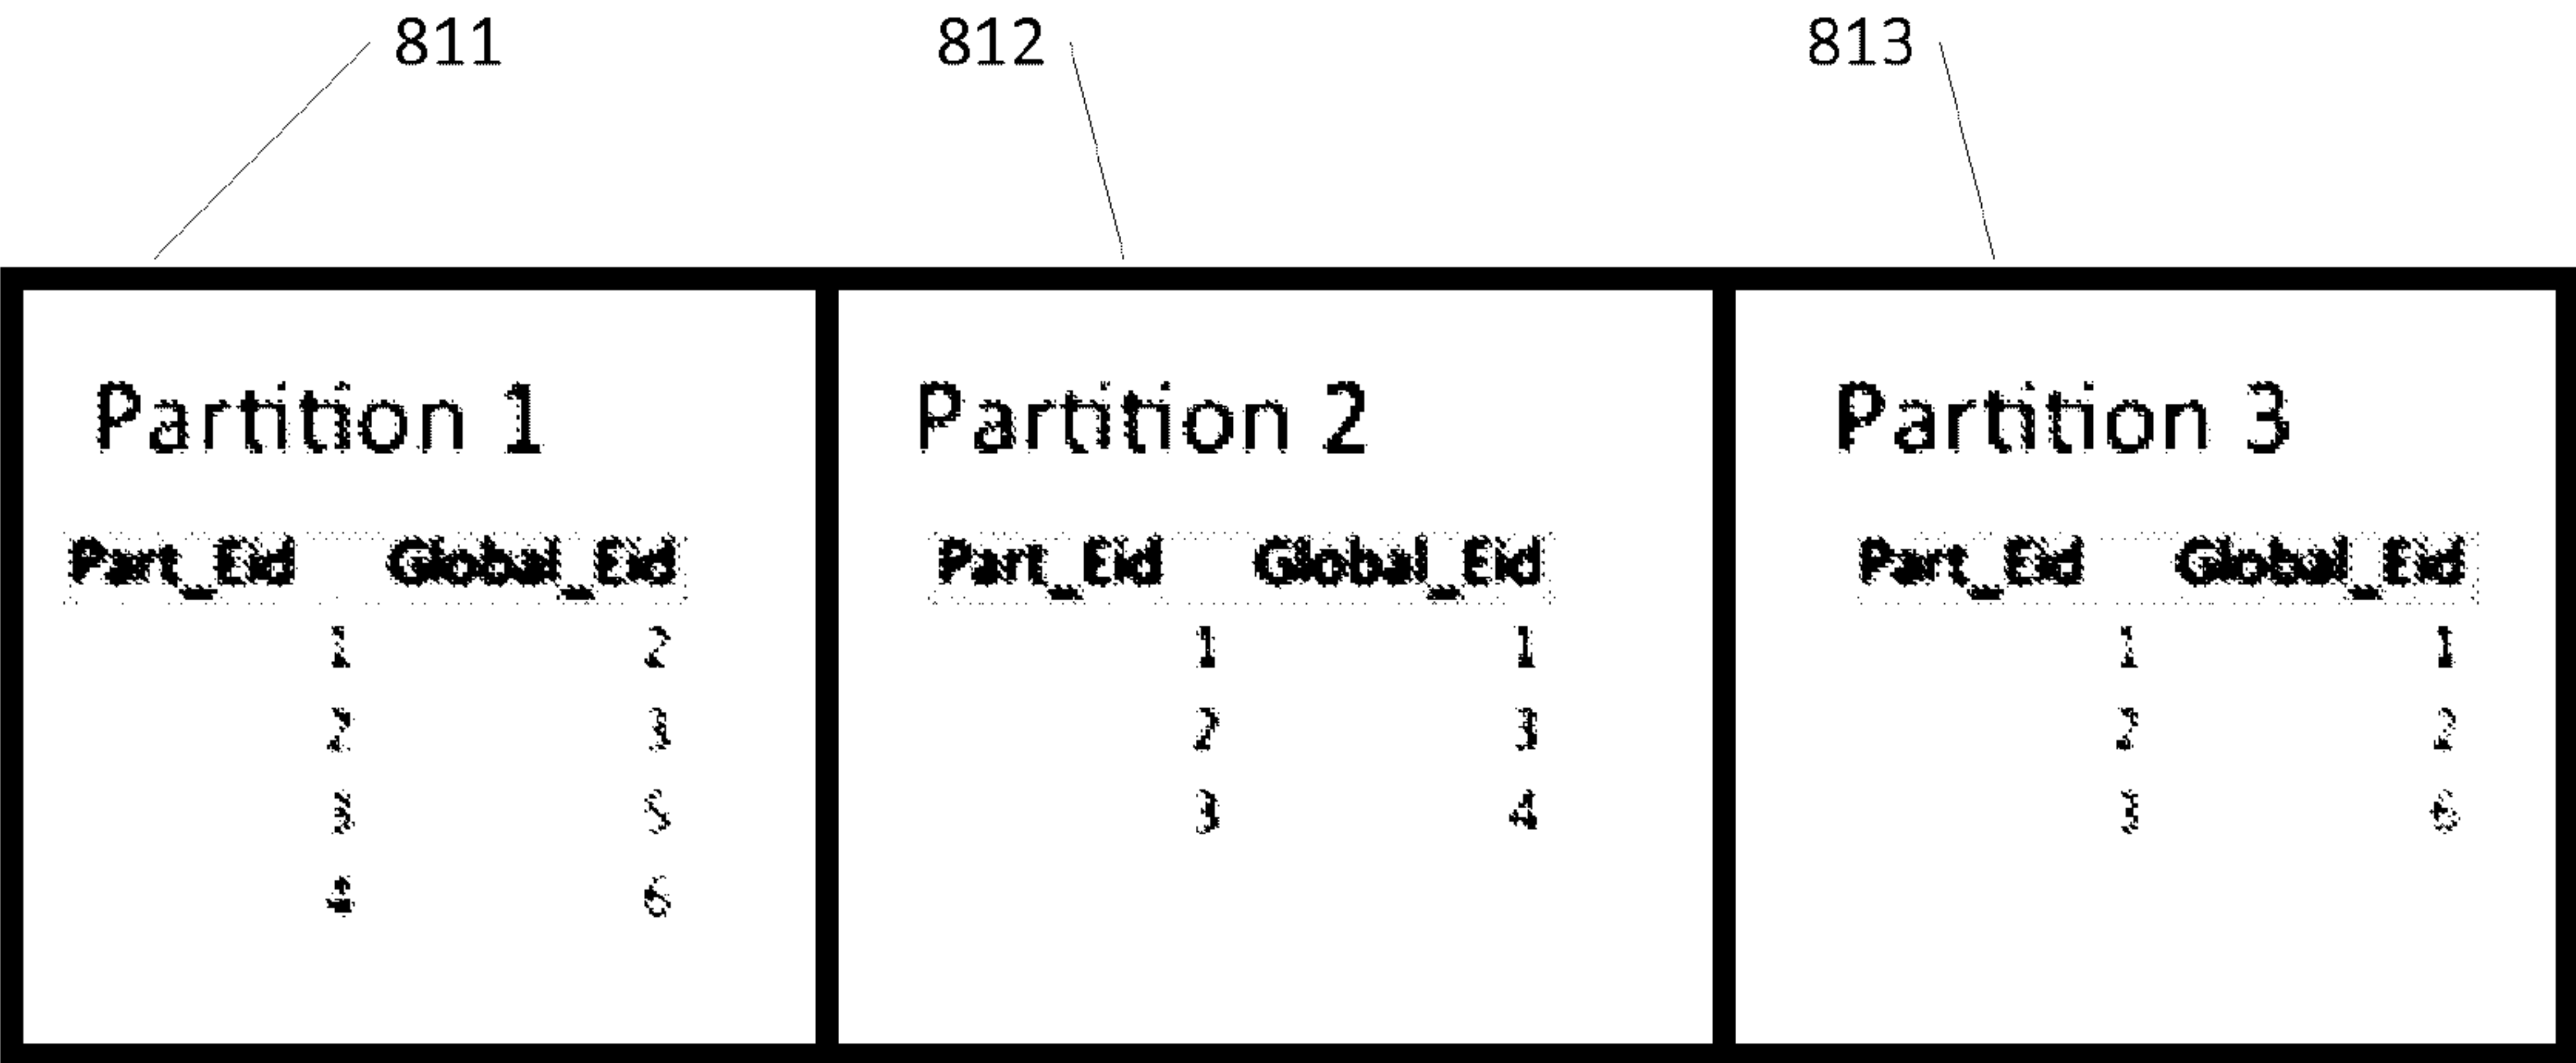 811 812 813
Partition 1 Partition 2 Partition 3
Part_Eid Global_Eid Part_Eid Global_Eid Part_Eid Global_Eid
1 2 1 1 1 1
2 3 2 3 2 2
3 5 3 4 3 6
4 6